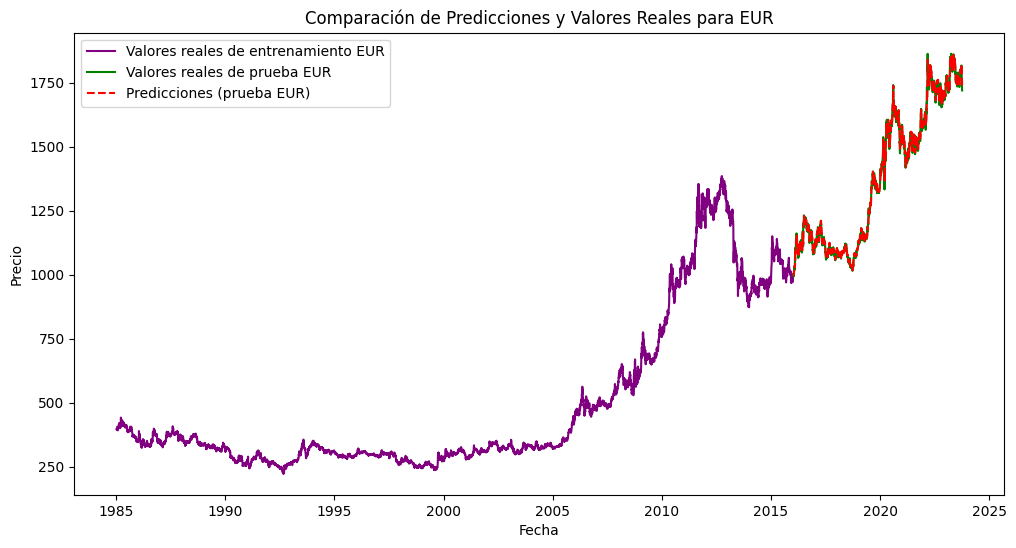 Comparación de Predicciones y Valores Reales para EUR
Valores reales de entrenamiento EUR
Valores reales de prueba EUR
Predicciones (prueba EUR)
Precio
1750
1500
1250
1000
750
500
250
1985 1990 1995 2000 2005 2010 2015 2020 2025
Fecha